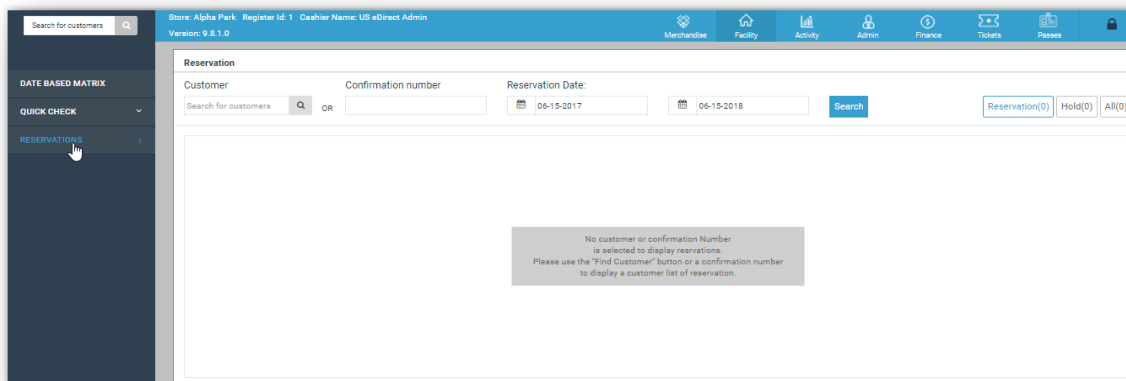 Search for customers
Store: Alpha Park Register Id: 1 Cashier Name: US eDirect Admin
Version: 9.8.1.0
Merchandise
Facility
Activity
Admin
Finance
Tickets
Passes
DATE BASED MATRIX
QUICK CHECK
RESERVATIONS
Reservation
Customer
Confirmation number
Reservation Date:
Search for customers
OR
06-15-2017
06-15-2018
Search
Reservation(0)
Hold(0)
All(0)
No customer or confirmation Number
is selected to display resrvations.
Please use the "Find Customer" button or a confirmation number
to display a customer list of reservation.